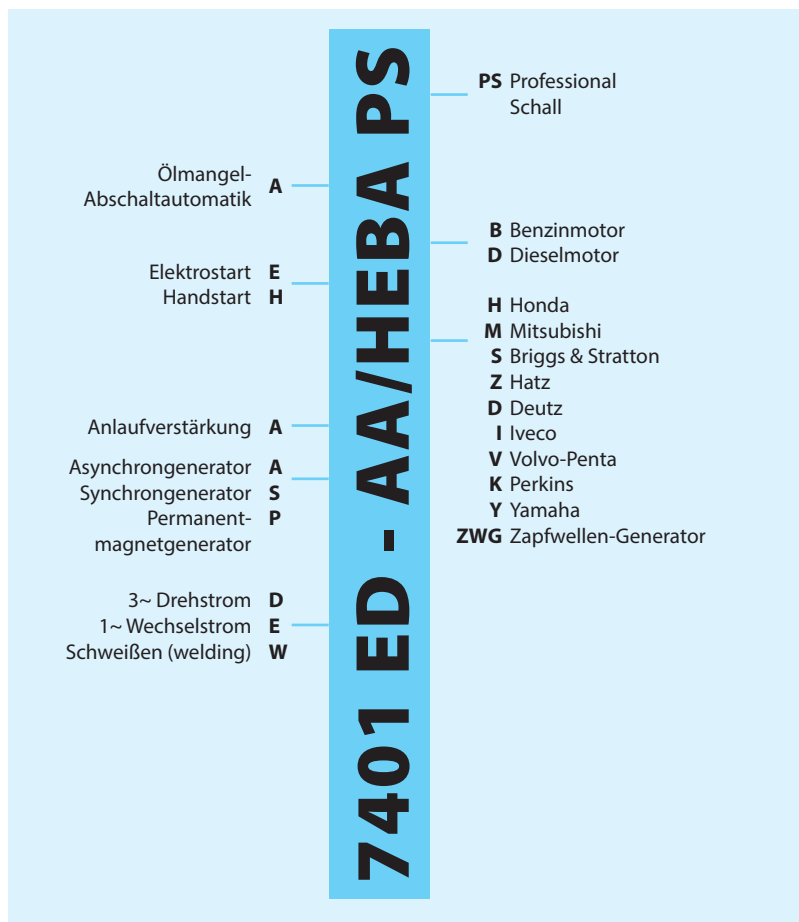 7401 ED - AA/HEBA PS
PS Professional
Schall
Ölmangel-
Abschaltautomatik A
B Benzinmotor
D Dieselmotor
Elektrostart E
Handstart H
H Honda
M Mitsubishi
S Briggs & Stratton
Z Hatz
D Deutz
I Iveco
V Volvo-Penta
K Perkins
Y Yamaha
ZWG Zapfwellen-Generator
Anlaufverstärkung A
Asynchrongenerator A
Synchrongenerator S
Permanent- P
magnetgenerator
3~ Drehstrom D
1~ Wechselstrom E
Schweißen (welding) W